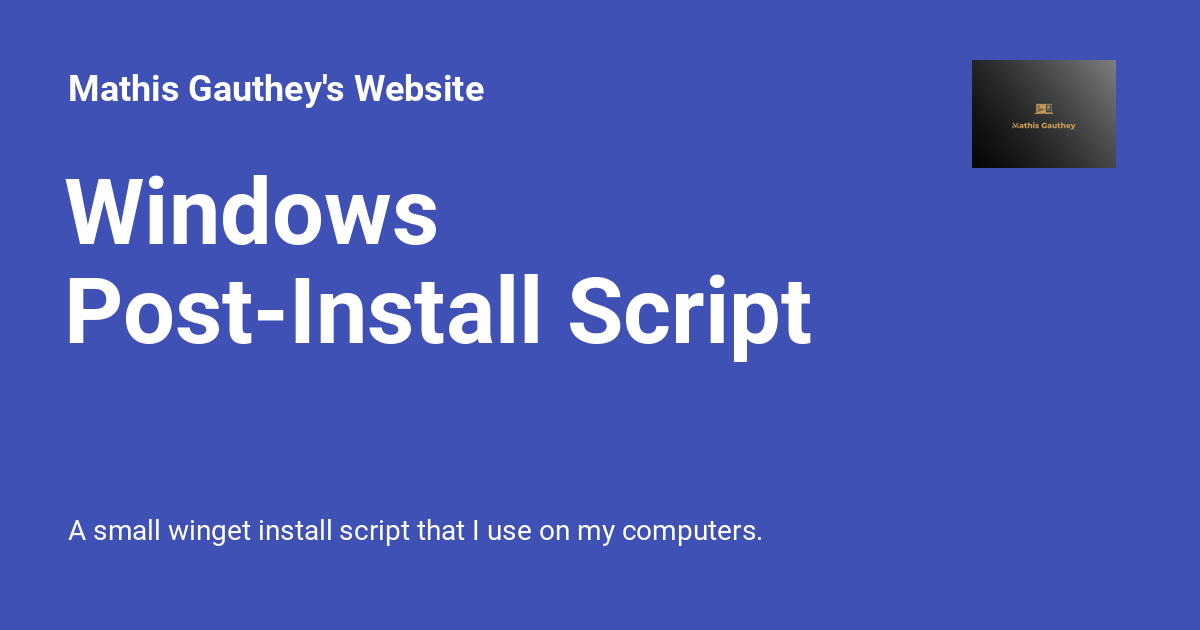 Mathis Gauthey's Website
Mathis Gauthey
Windows
Post-Install Script
A small winget install script that I use on my computers.